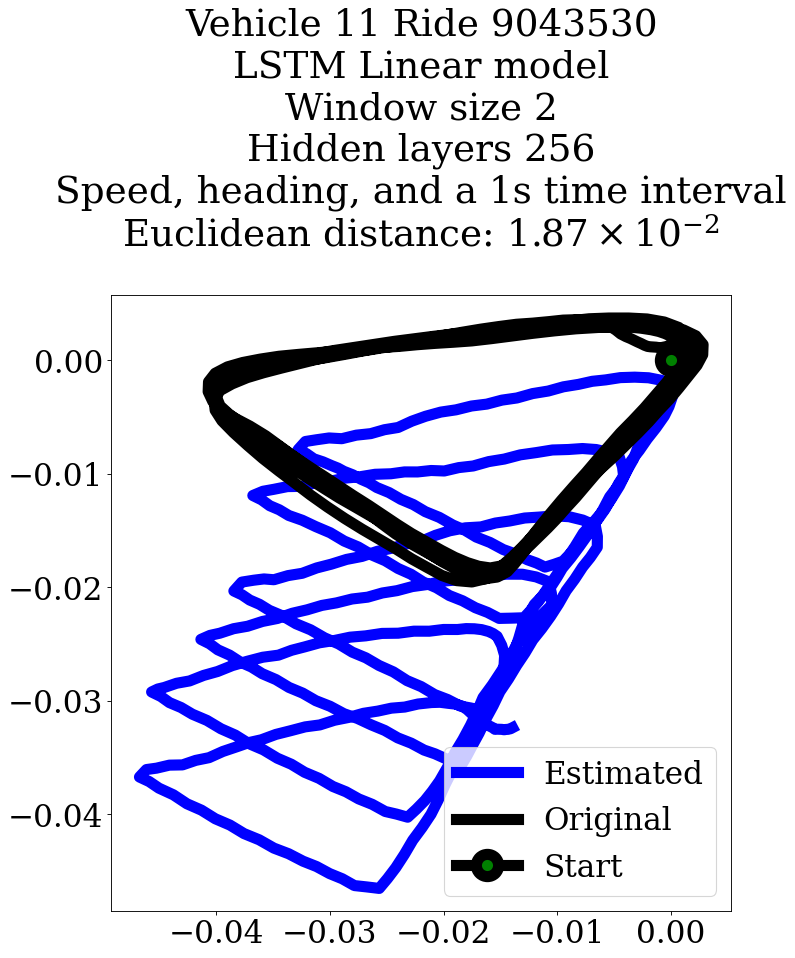 Vehicle 11 Ride 9043530
LSTM Linear model
Window size 2
Hidden layers 256
Speed, heading, and a 1s time interval
Euclidean distance: 1.87 × 10⁻²
0.00
−0.01
−0.02
−0.03
−0.04
Estimated
Original
Start
−0.04 −0.03 −0.02 −0.01 0.00